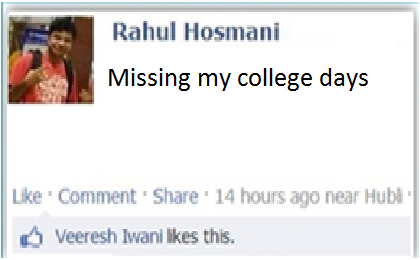 Rahul Hosmani
Missing my college days
Like · Comment · Share · 14 hours ago near Hubli ·
Veeresh Iwani likes this.